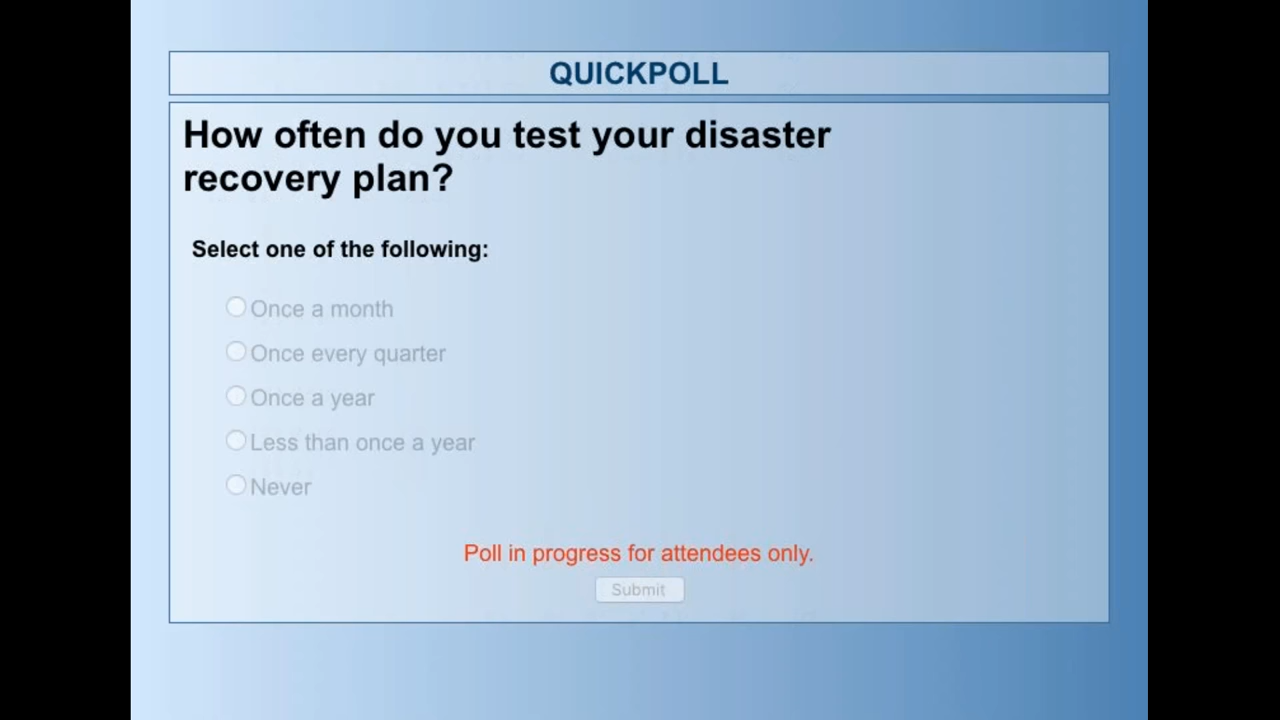 QUICKPOLL
How often do you test your disaster
recovery plan?
Select one of the following:
Once a month
Once every quarter
Once a year
Less than once a year
Never
Poll in progress for attendees only.
Submit